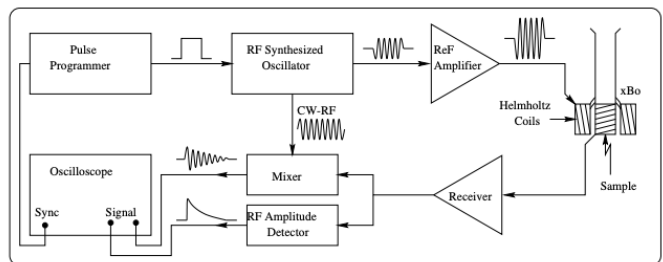 Pulse
Programmer
RF Synthesized
Oscillator
ReF
Amplifier
xBo
Helmholtz
Coils
CW-RF
Oscilloscope
Mixer
Receiver
Sample
Sync
Signal
RF Amplitude
Detector